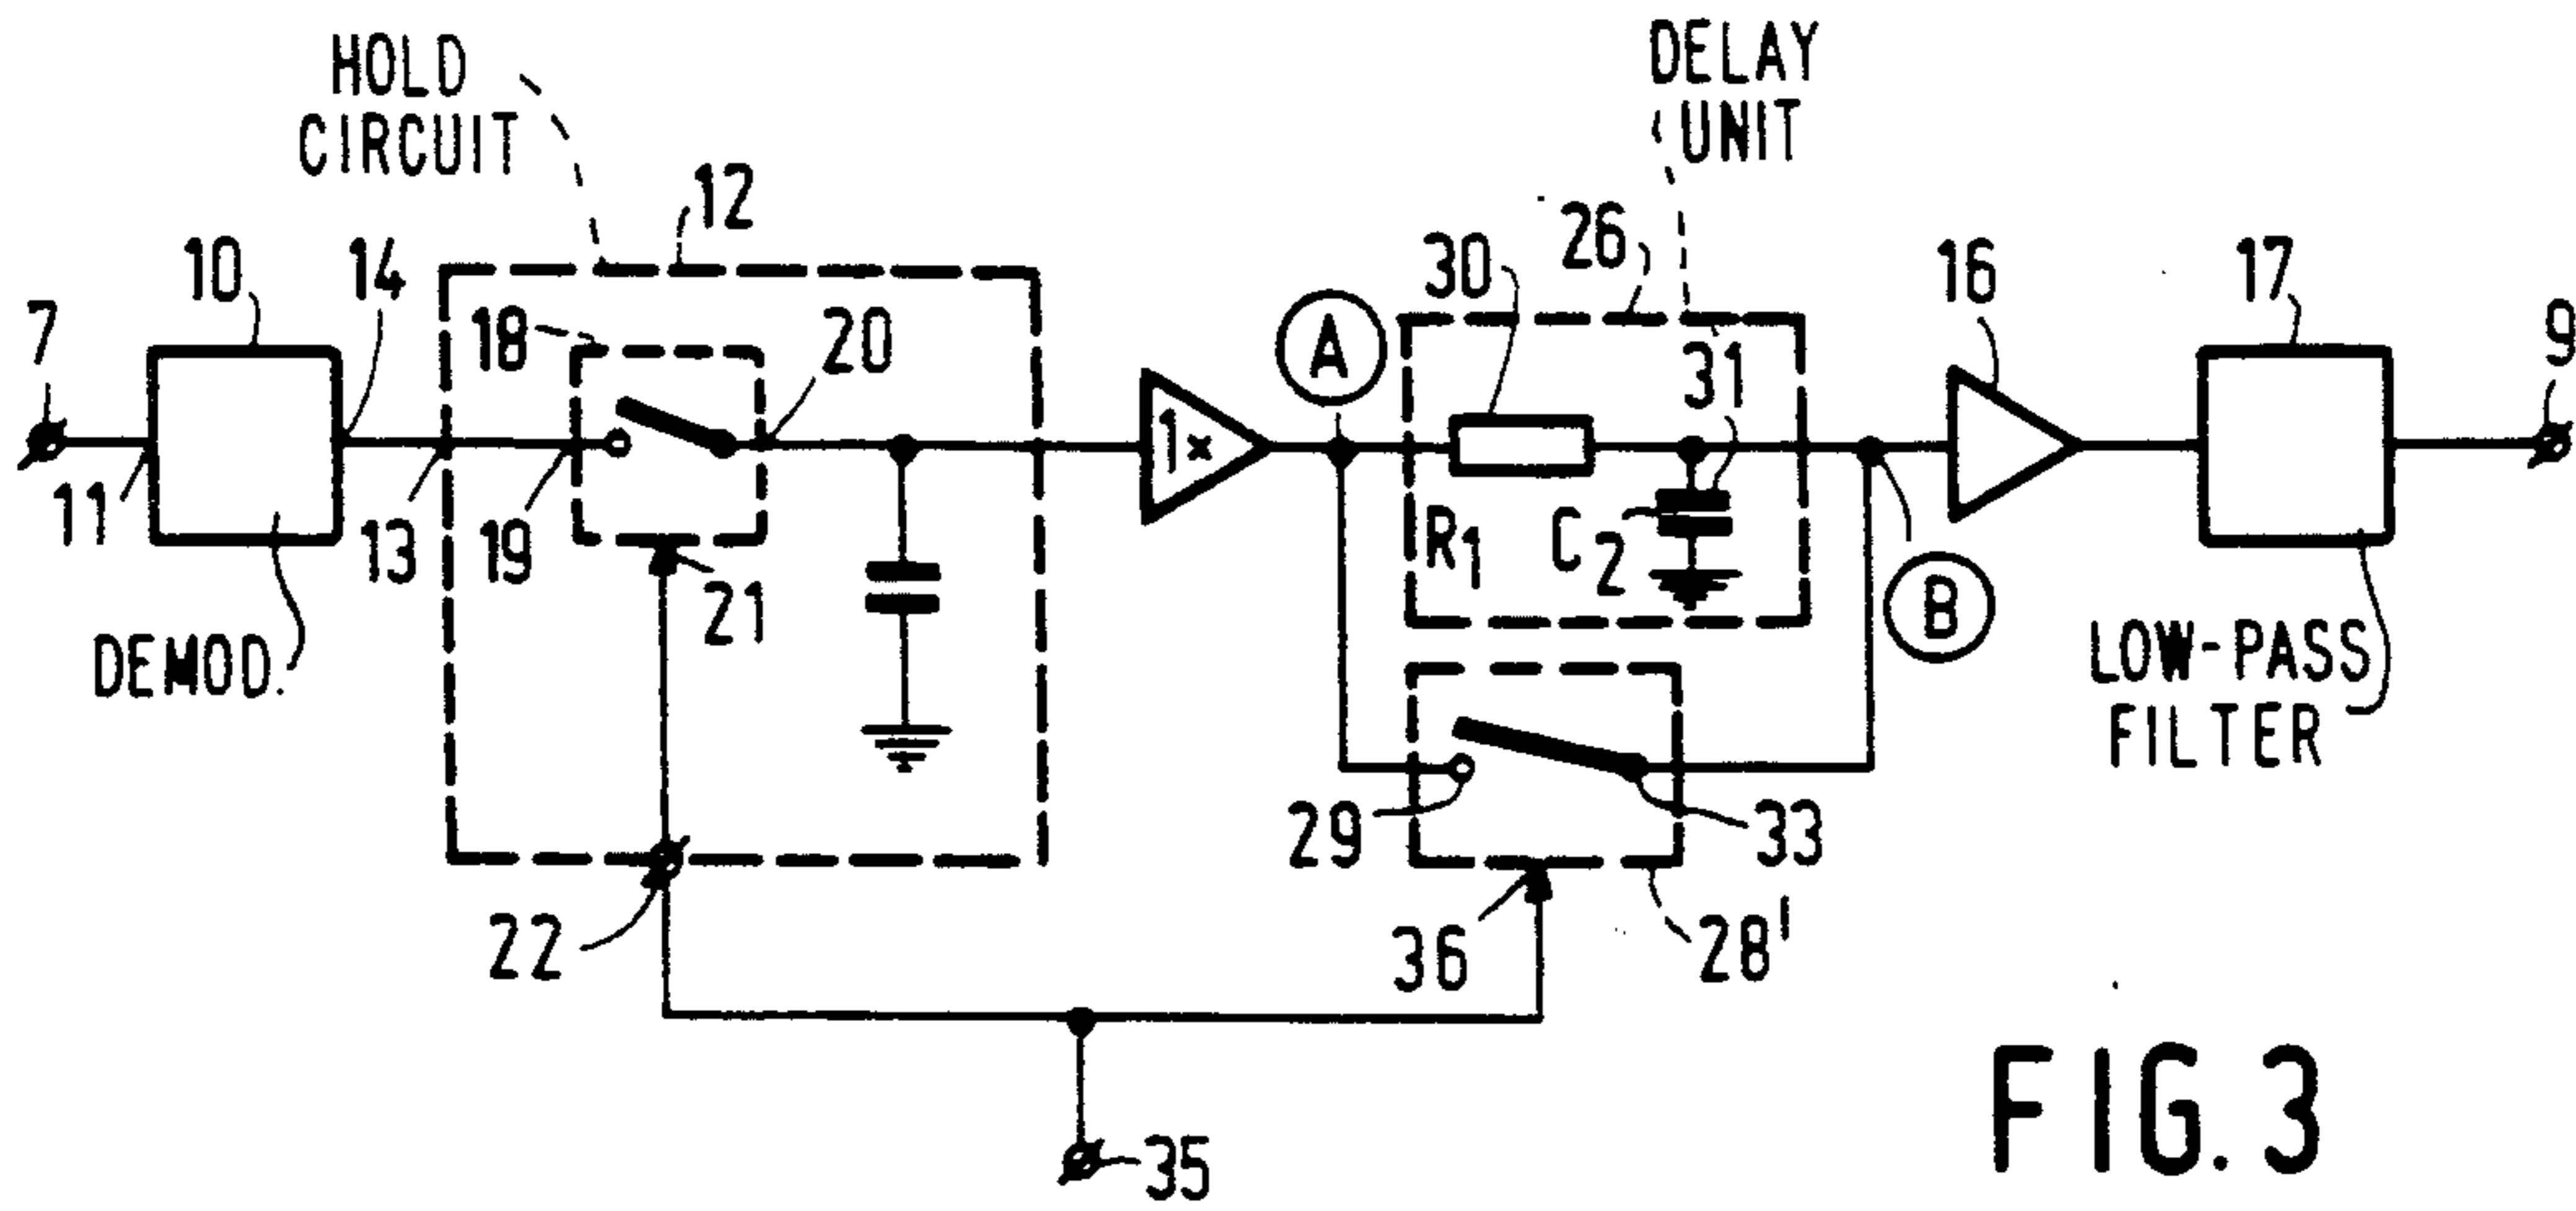 HOLD
CIRCUIT
DELAY
UNIT
12
26
10
14
30
16
17
7
18
20
A
31
9
1x
11
13
19
21
R1
C2
B
DEMOD.
LOW-PASS
FILTER
29
33
22
36
28'
35
FIG. 3